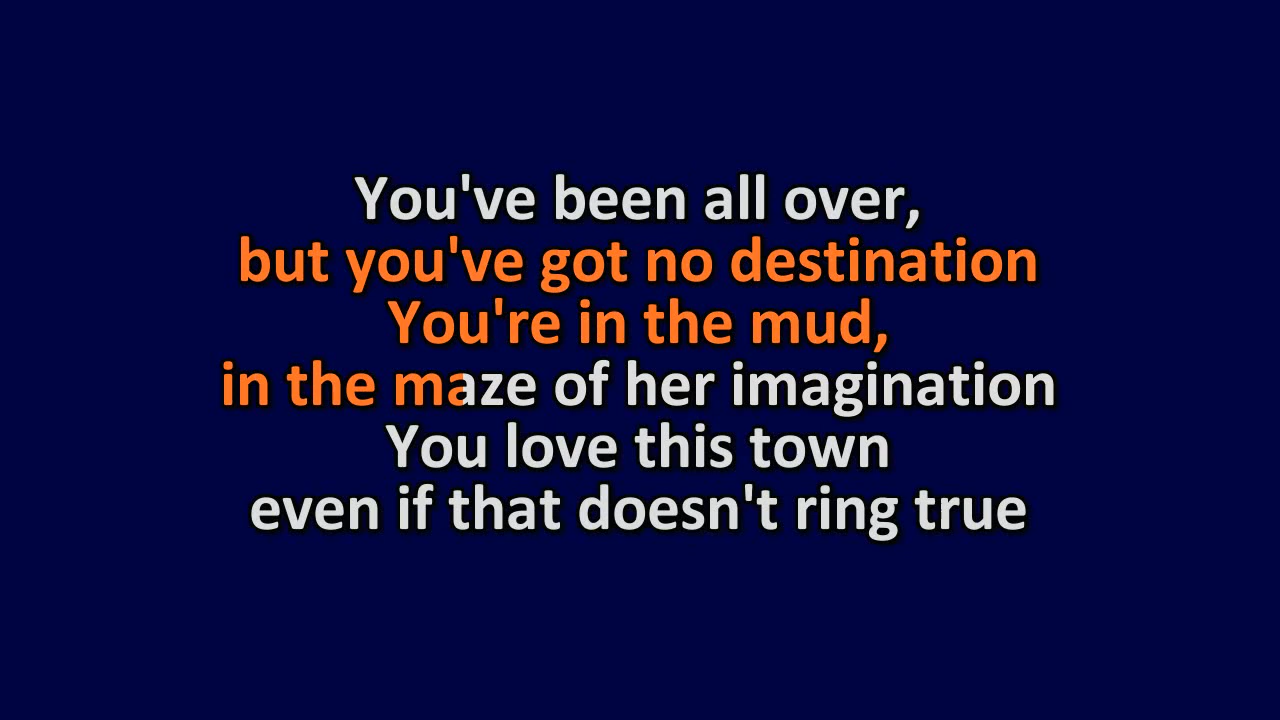 You've been all over,
but you've got no destination
You're in the mud,
in the maze of her imagination
You love this town
even if that doesn't ring true